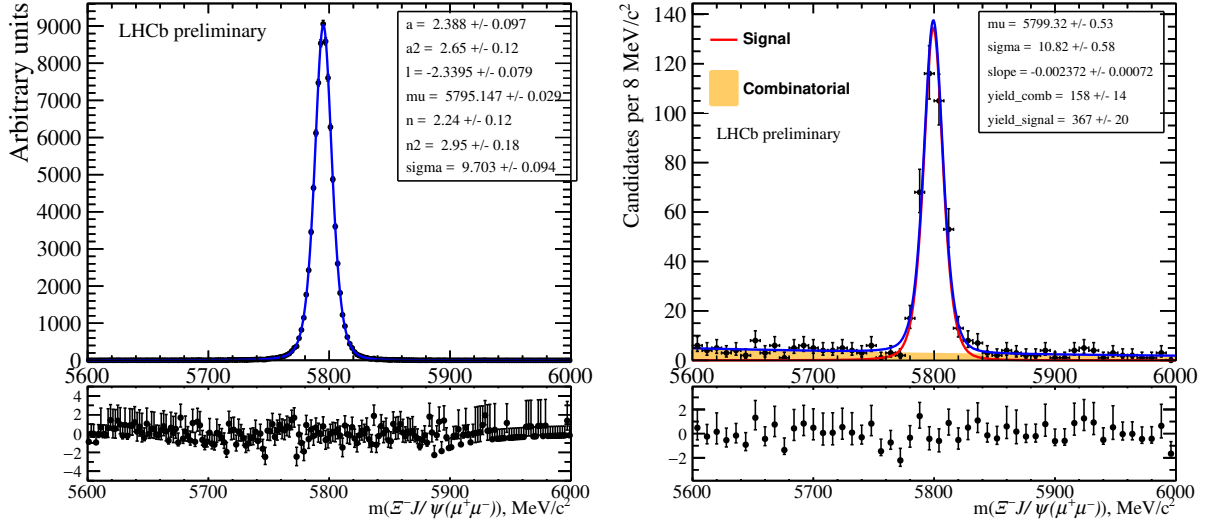 LHCb preliminary
a = 2.388 +/- 0.097
a2 = 2.65 +/- 0.12
l = -2.3395 +/- 0.079
mu = 5795.147 +/- 0.029
n = 2.24 +/- 0.12
n2 = 2.95 +/- 0.18
sigma = 9.703 +/- 0.094
Arbitrary units
9000
8000
7000
6000
5000
4000
3000
2000
1000
0
5600 5700 5800 5900 6000
4
2
0
−2
−4
5600 5700 5800 5900 6000
m(Ξ⁻J/ψ(μ⁺μ⁻)), MeV/c²
Candidates per 8 MeV/c²
140
120
100
80
60
40
20
0
Signal
Combinatorial
LHCb preliminary
mu = 5799.32 +/- 0.53
sigma = 10.82 +/- 0.58
slope = -0.002372 +/- 0.00072
yield_comb = 158 +/- 14
yield_signal = 367 +/- 20
5600 5700 5800 5900 6000
2
0
−2
5600 5700 5800 5900 6000
m(Ξ⁻J/ψ(μ⁺μ⁻)), MeV/c²